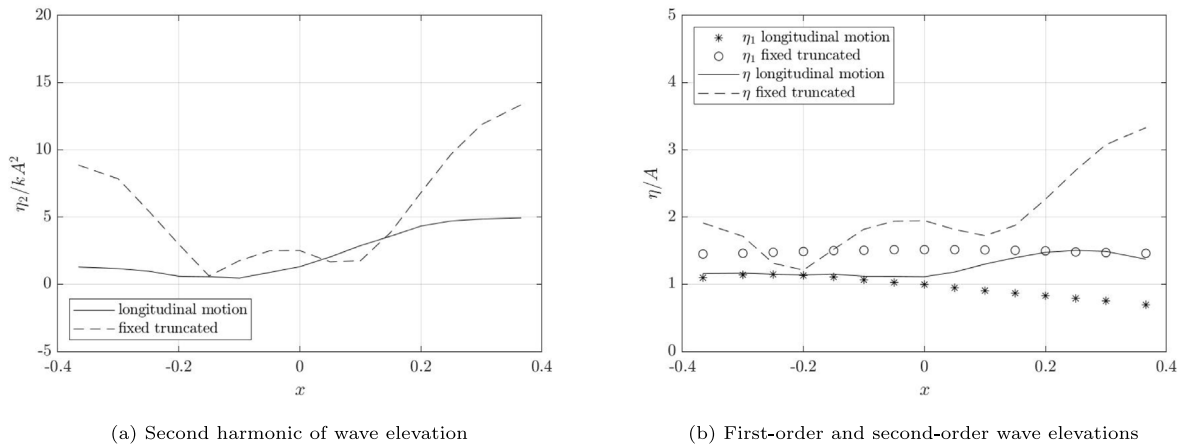 20
15
10
5
0
-5
η₂/kA²
longitudinal motion
fixed truncated
-0.4 -0.2 0 0.2 0.4
x
(a) Second harmonic of wave elevation
5
4
3
2
1
0
η/A
η₁ longitudinal motion
η₁ fixed truncated
η longitudinal motion
η fixed truncated
-0.4 -0.2 0 0.2 0.4
x
(b) First-order and second-order wave elevations